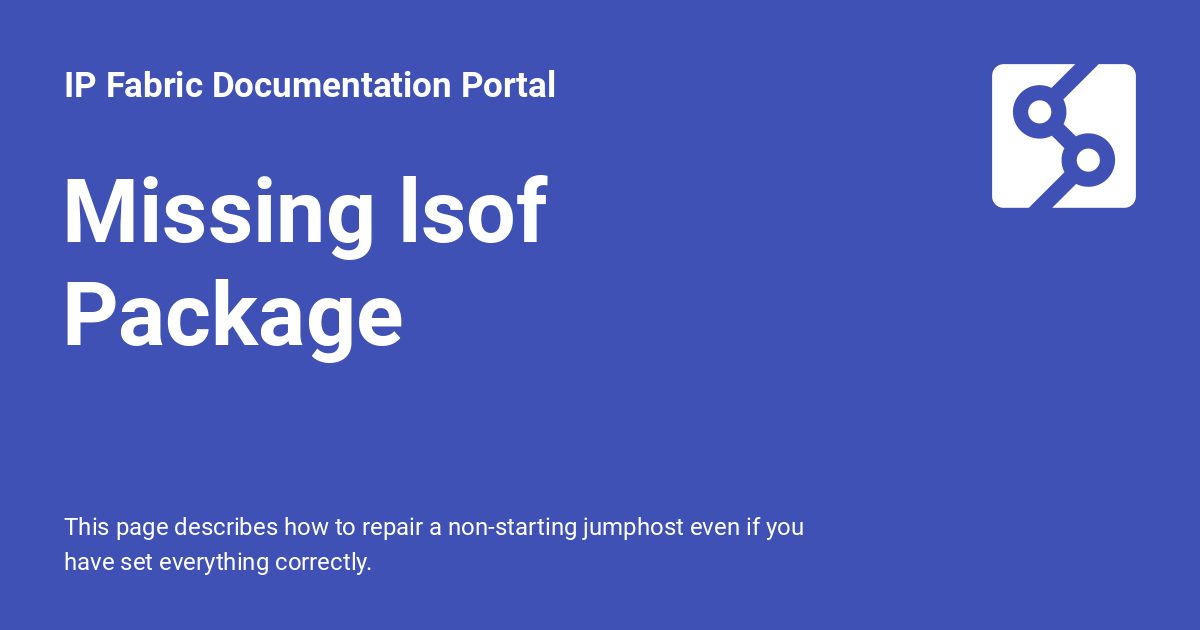 IP Fabric Documentation Portal
Missing lsof
Package
This page describes how to repair a non-starting jumphost even if you
have set everything correctly.